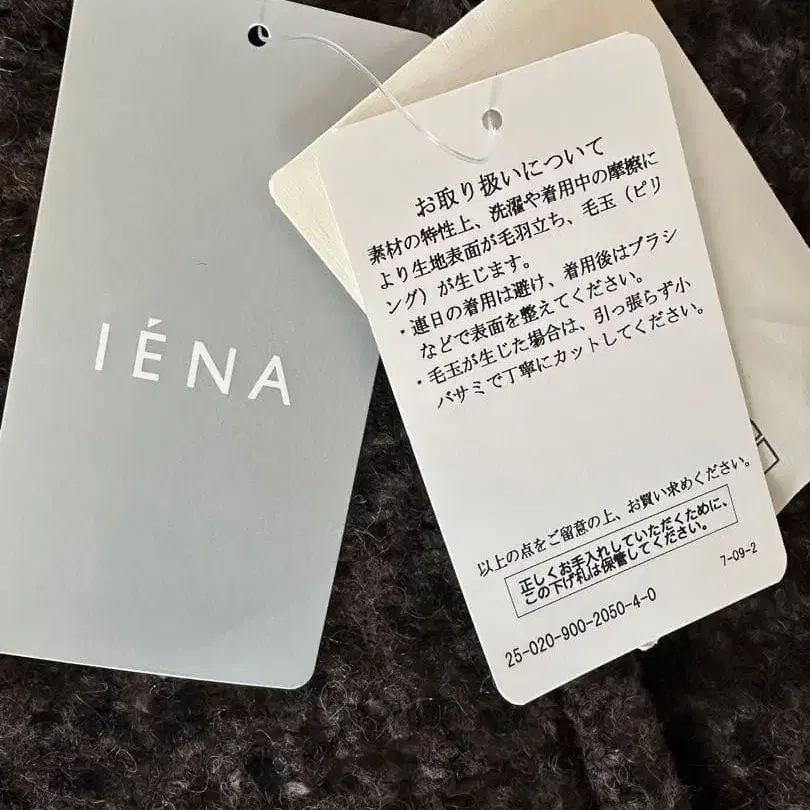 IÉNA
お取り扱いについて
素材の特性上、洗濯や着用中の摩擦に
より生地表面が毛羽立ち、毛玉（ピリ
ング）が生じます。
・連日の着用は避け、着用後はブラシ
などで表面を整えてください。
・毛玉が生じた場合は、引っ張らず小
バサミで丁寧にカットしてください。
以上の点をご留意の上、お買い求めください。
正しくお手入れしていただくために、
この下げ札は保管してください。
7-09-2
25-020-900-2050-4-0